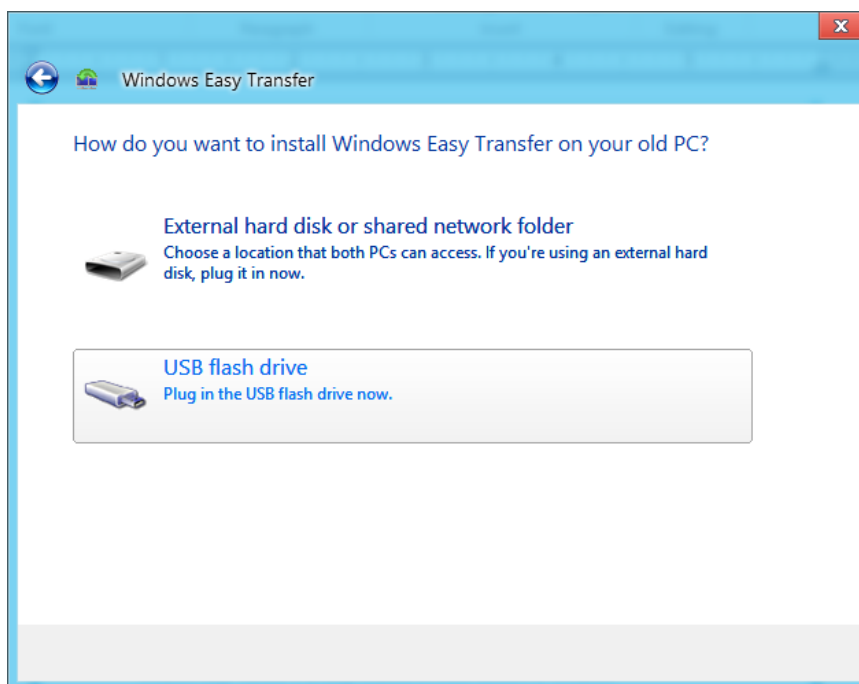 Windows Easy Transfer
How do you want to install Windows Easy Transfer on your old PC?
External hard disk or shared network folder
Choose a location that both PCs can access. If you're using an external hard
disk, plug it in now.
USB flash drive
Plug in the USB flash drive now.